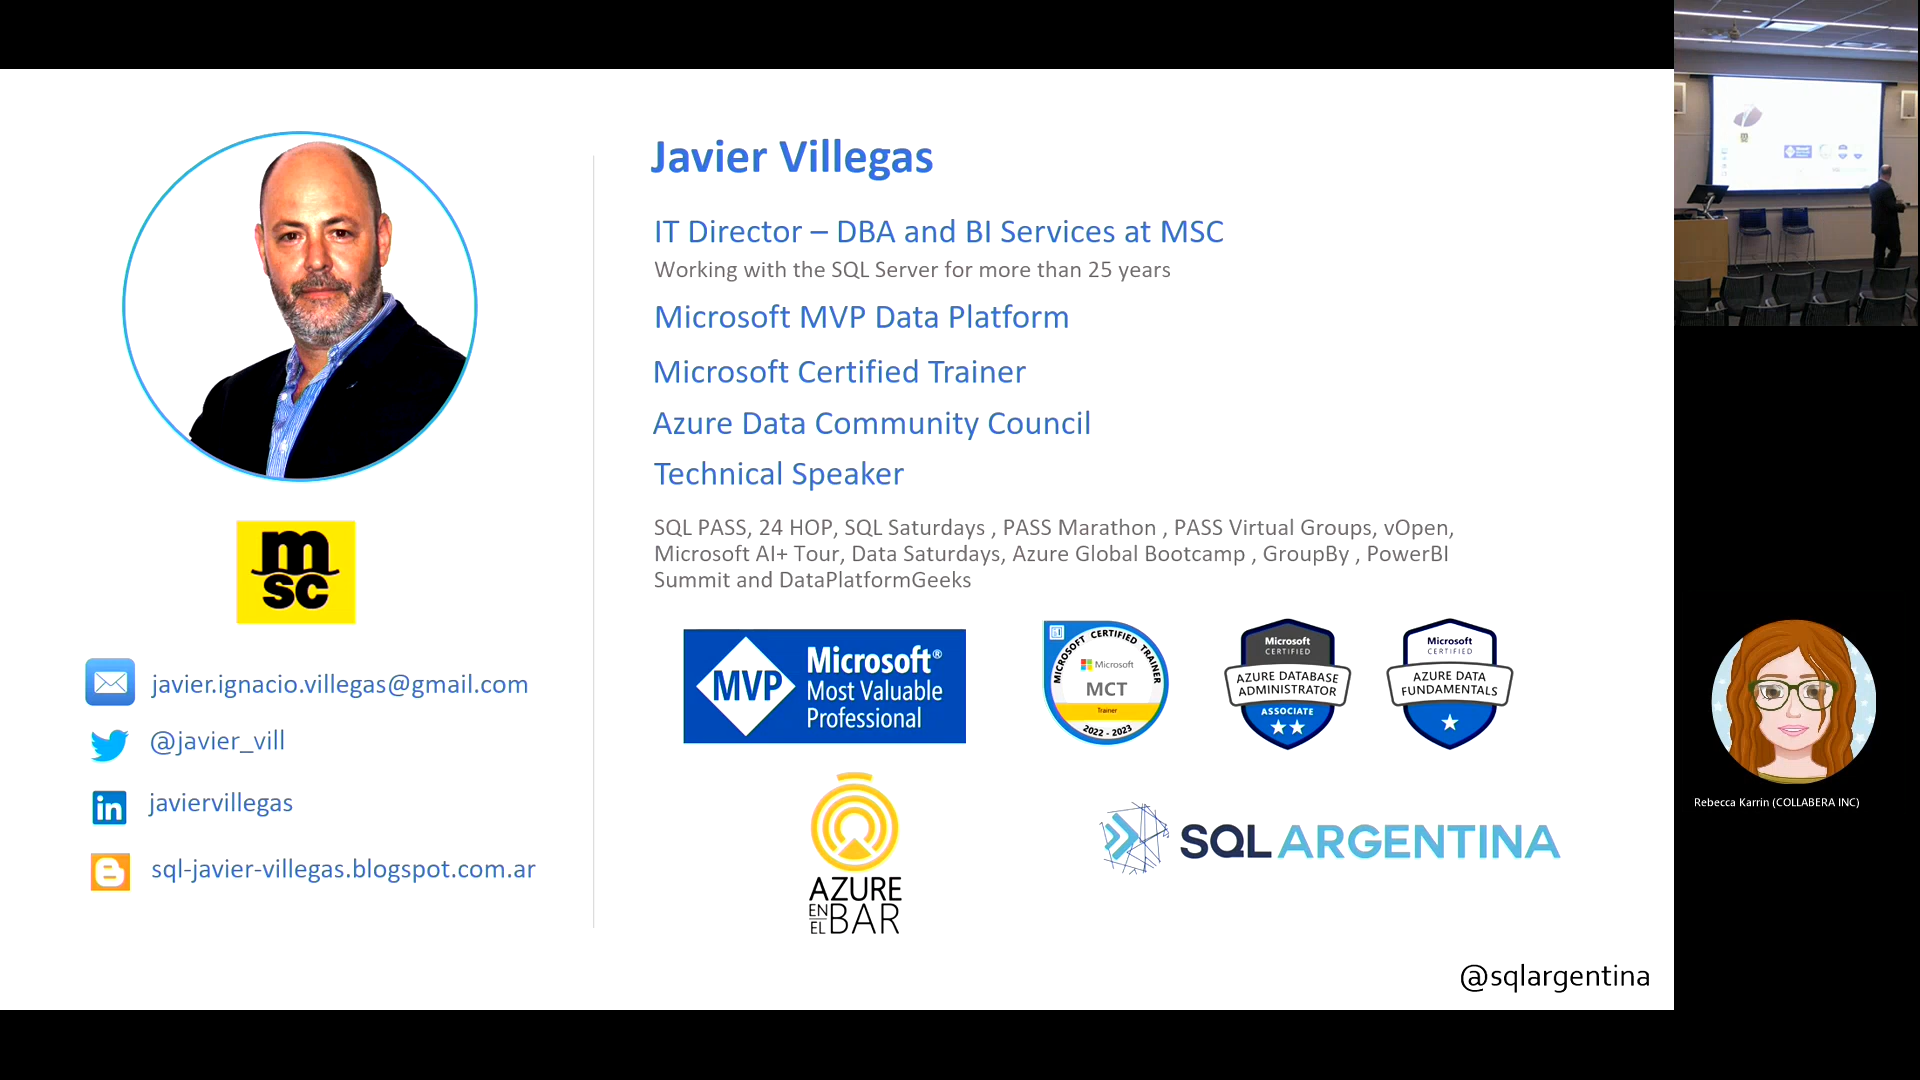 Javier Villegas
IT Director – DBA and BI Services at MSC
Working with the SQL Server for more than 25 years
Microsoft MVP Data Platform
Microsoft Certified Trainer
Azure Data Community Council
Technical Speaker
SQL PASS, 24 HOP, SQL Saturdays , PASS Marathon , PASS Virtual Groups, vOpen,
Microsoft AI+ Tour, Data Saturdays, Azure Global Bootcamp , GroupBy , PowerBI
Summit and DataPlatformGeeks
m
sc
javier.ignacio.villegas@gmail.com
@javier_vill
in
javiervillegas
sql-javier-villegas.blogspot.com.ar
MVP
Microsoft®
Most Valuable
Professional
MICROSOFT CERTIFIED TRAINER
Microsoft
MCT
Trainer
2022 - 2023
Microsoft
CERTIFIED
AZURE DATABASE
ADMINISTRATOR
ASSOCIATE
Microsoft
CERTIFIED
AZURE DATA
FUNDAMENTALS
AZURE
EN EL BAR
SQL ARGENTINA
@sqlargentina
Rebecca Karrin (COLLABERA INC)